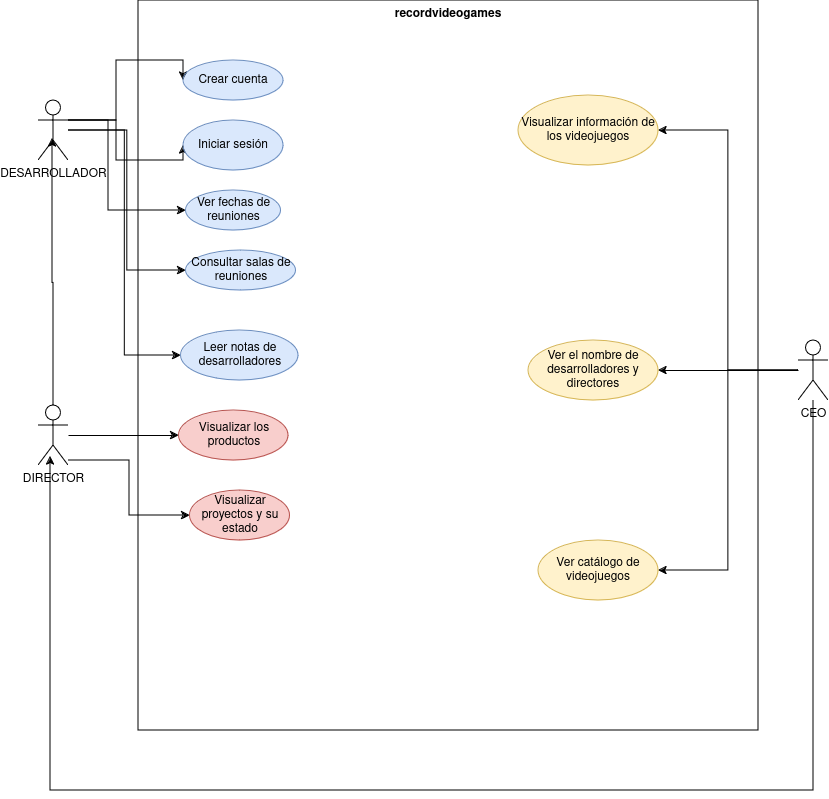 recordvideogames
Crear cuenta
Iniciar sesión
Ver fechas de
reuniones
Consultar salas de
reuniones
Leer notas de
desarrolladores
Visualizar los
productos
Visualizar
proyectos y su
estado
DESARROLLADOR
DIRECTOR
Visualizar información de
los videojuegos
Ver el nombre de
desarrolladores y
directores
Ver catálogo de
videojuegos
CEO